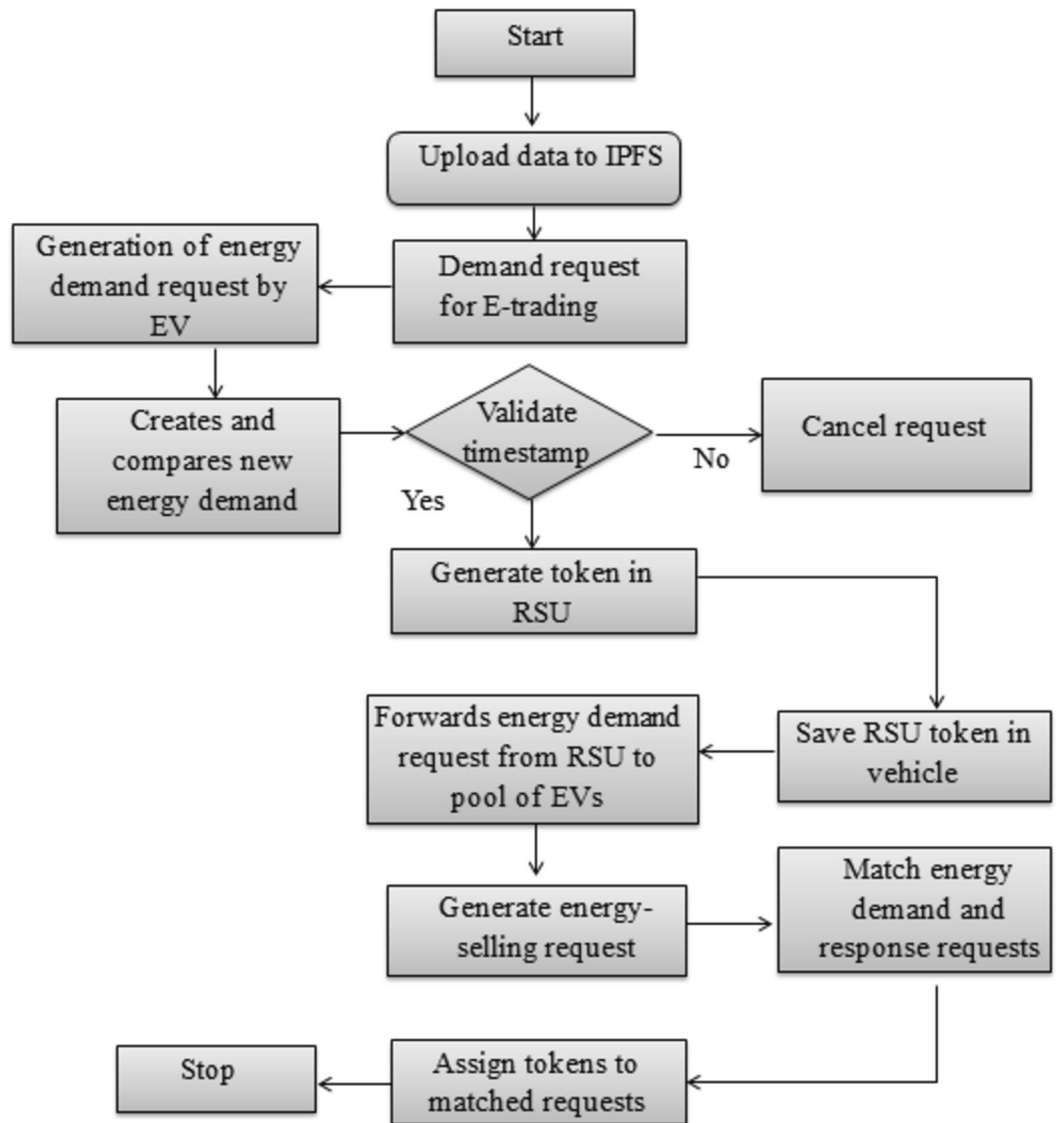 Start
Upload data to IPFS
Demand request
for E-trading
Generation of energy
demand request by
EV
Creates and
compares new
energy demand
Validate
timestamp
No
Cancel request
Yes
Generate token in
RSU
Save RSU token in
vehicle
Forwards energy demand
request from RSU to
pool of EVs
Generate energy-
selling request
Match energy
demand and
response requests
Assign tokens to
matched requests
Stop